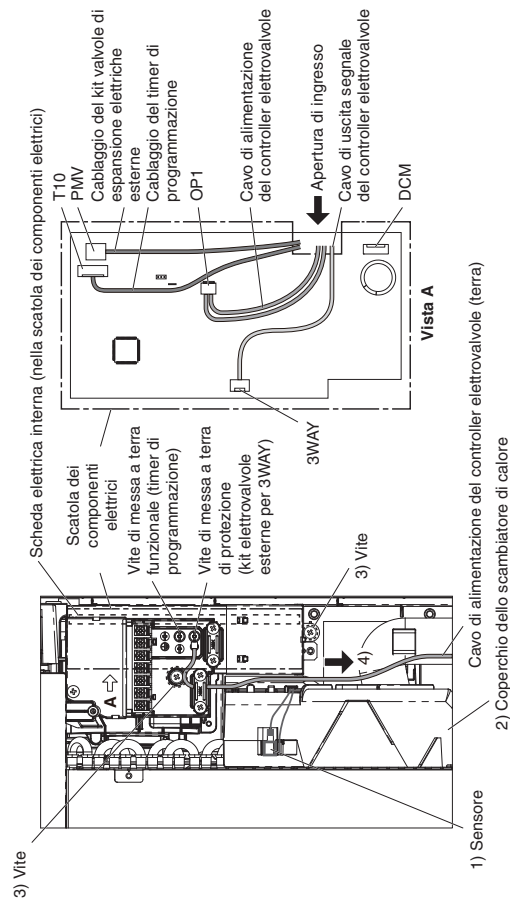 Scheda elettrica interna (nella scatola dei componenti elettrici)
Scatola dei
componenti
elettrici
Vite di messa a terra
funzionale (timer di
programmazione)
Vite di messa a terra
di protezione
(kit elettrovalvole
esterne per 3WAY)
3) Vite
3) Vite
A
4)
1) Sensore
2) Coperchio dello scambiatore di calore
Cavo di alimentazione del controller elettrovalvole (terra)
T10
PMV
Cablaggio del kit valvole di
espansione elettriche
esterne
Cablaggio del timer di
programmazione
OP1
Cavo di alimentazione
del controller elettrovalvole
Apertura di ingresso
Cavo di uscita segnale
del controller elettrovalvole
DCM
3WAY
Vista A